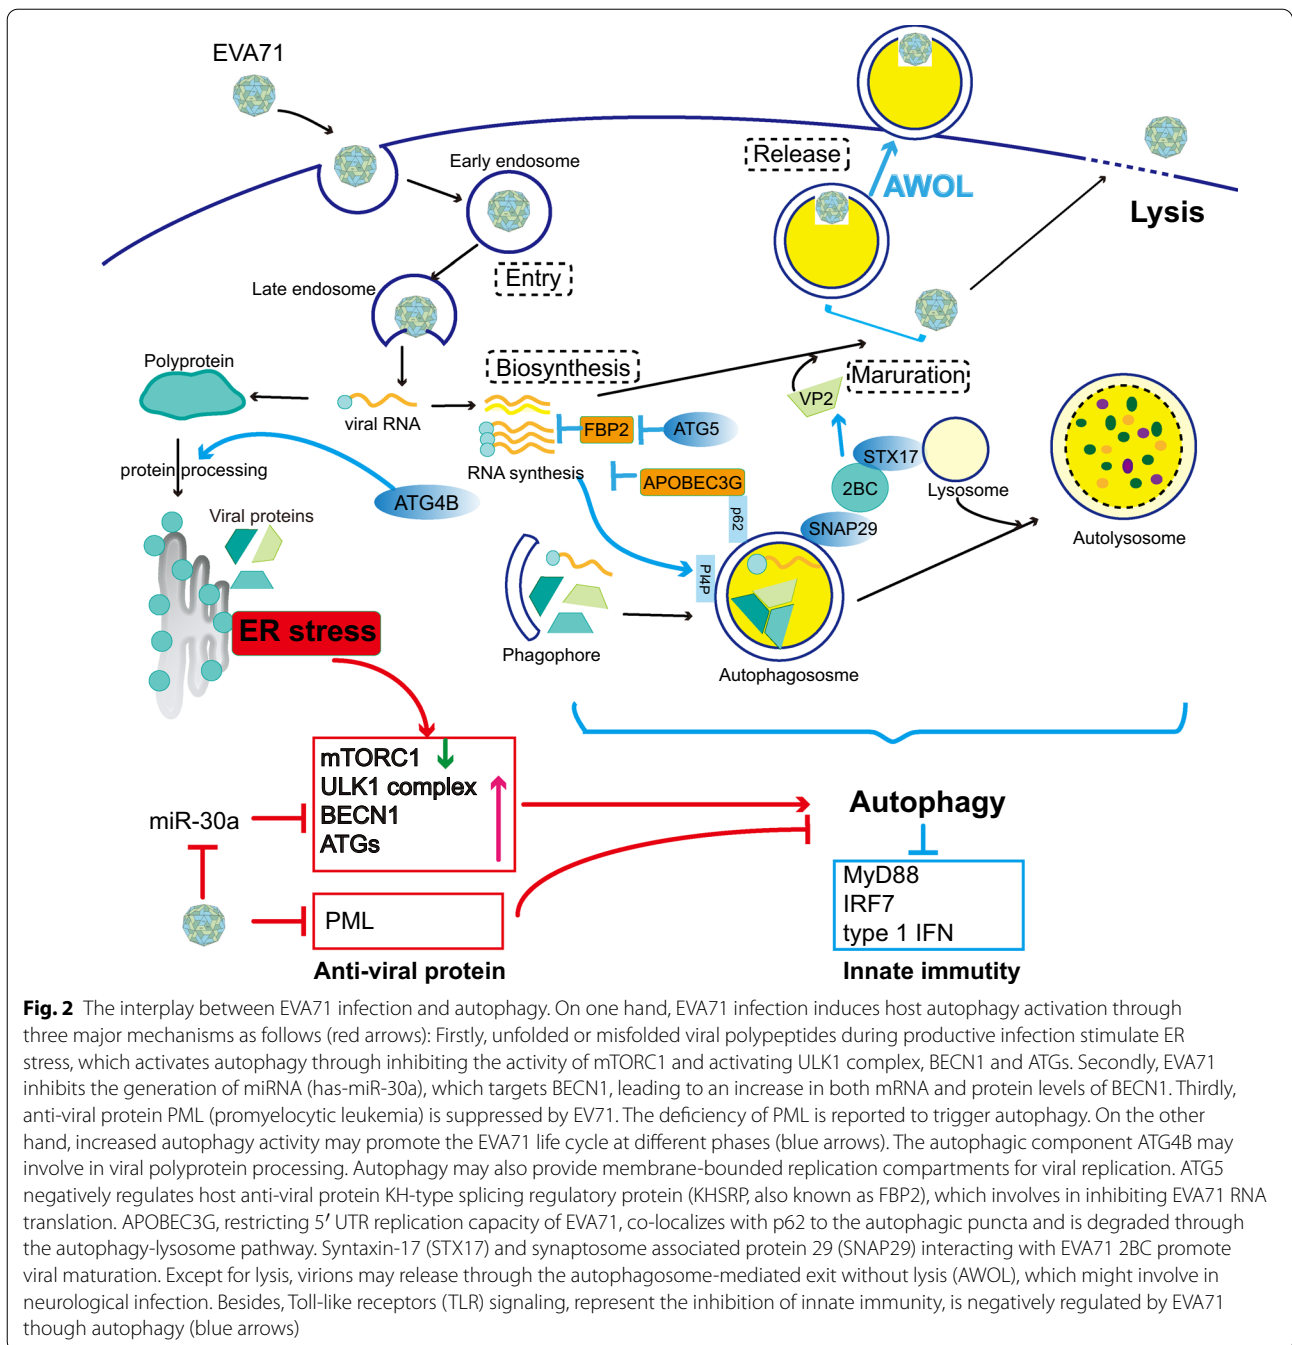 EVA71
Early endosome
Entry
Late endosome
Release
AWOL
Lysis
Polyprotein
viral RNA
Biosynthesis
RNA synthesis
FBP2
ATG5
APOBEC3G
p62
PI4P
VP2
Maruration
STX17
2BC
SNAP29
Lysosome
Autolysosome
protein processing
ATG4B
Viral proteins
ER stress
Phagophore
Autophagososme
mTORC1
ULK1 complex
BECN1
ATGs
miR-30a
PML
Anti-viral protein
Autophagy
MyD88
IRF7
type 1 IFN
Innate immutity
Fig. 2 The interplay between EVA71 infection and autophagy. On one hand, EVA71 infection induces host autophagy activation through
three major mechanisms as follows (red arrows): Firstly, unfolded or misfolded viral polypeptides during productive infection stimulate ER
stress, which activates autophagy through inhibiting the activity of mTORC1 and activating ULK1 complex, BECN1 and ATGs. Secondly, EVA71
inhibits the generation of miRNA (has-miR-30a), which targets BECN1, leading to an increase in both mRNA and protein levels of BECN1. Thirdly,
anti-viral protein PML (promyelocytic leukemia) is suppressed by EV71. The deficiency of PML is reported to trigger autophagy. On the other
hand, increased autophagy activity may promote the EVA71 life cycle at different phases (blue arrows). The autophagic component ATG4B may
involve in viral polyprotein processing. Autophagy may also provide membrane-bounded replication compartments for viral replication. ATG5
negatively regulates host anti-viral protein KH-type splicing regulatory protein (KHSRP, also known as FBP2), which involves in inhibiting EVA71 RNA
translation. APOBEC3G, restricting 5′ UTR replication capacity of EVA71, co-localizes with p62 to the autophagic puncta and is degraded through
the autophagy-lysosome pathway. Syntaxin-17 (STX17) and synaptosome associated protein 29 (SNAP29) interacting with EVA71 2BC promote
viral maturation. Except for lysis, virions may release through the autophagosome-mediated exit without lysis (AWOL), which might involve in
neurological infection. Besides, Toll-like receptors (TLR) signaling, represent the inhibition of innate immunity, is negatively regulated by EVA71
though autophagy (blue arrows)